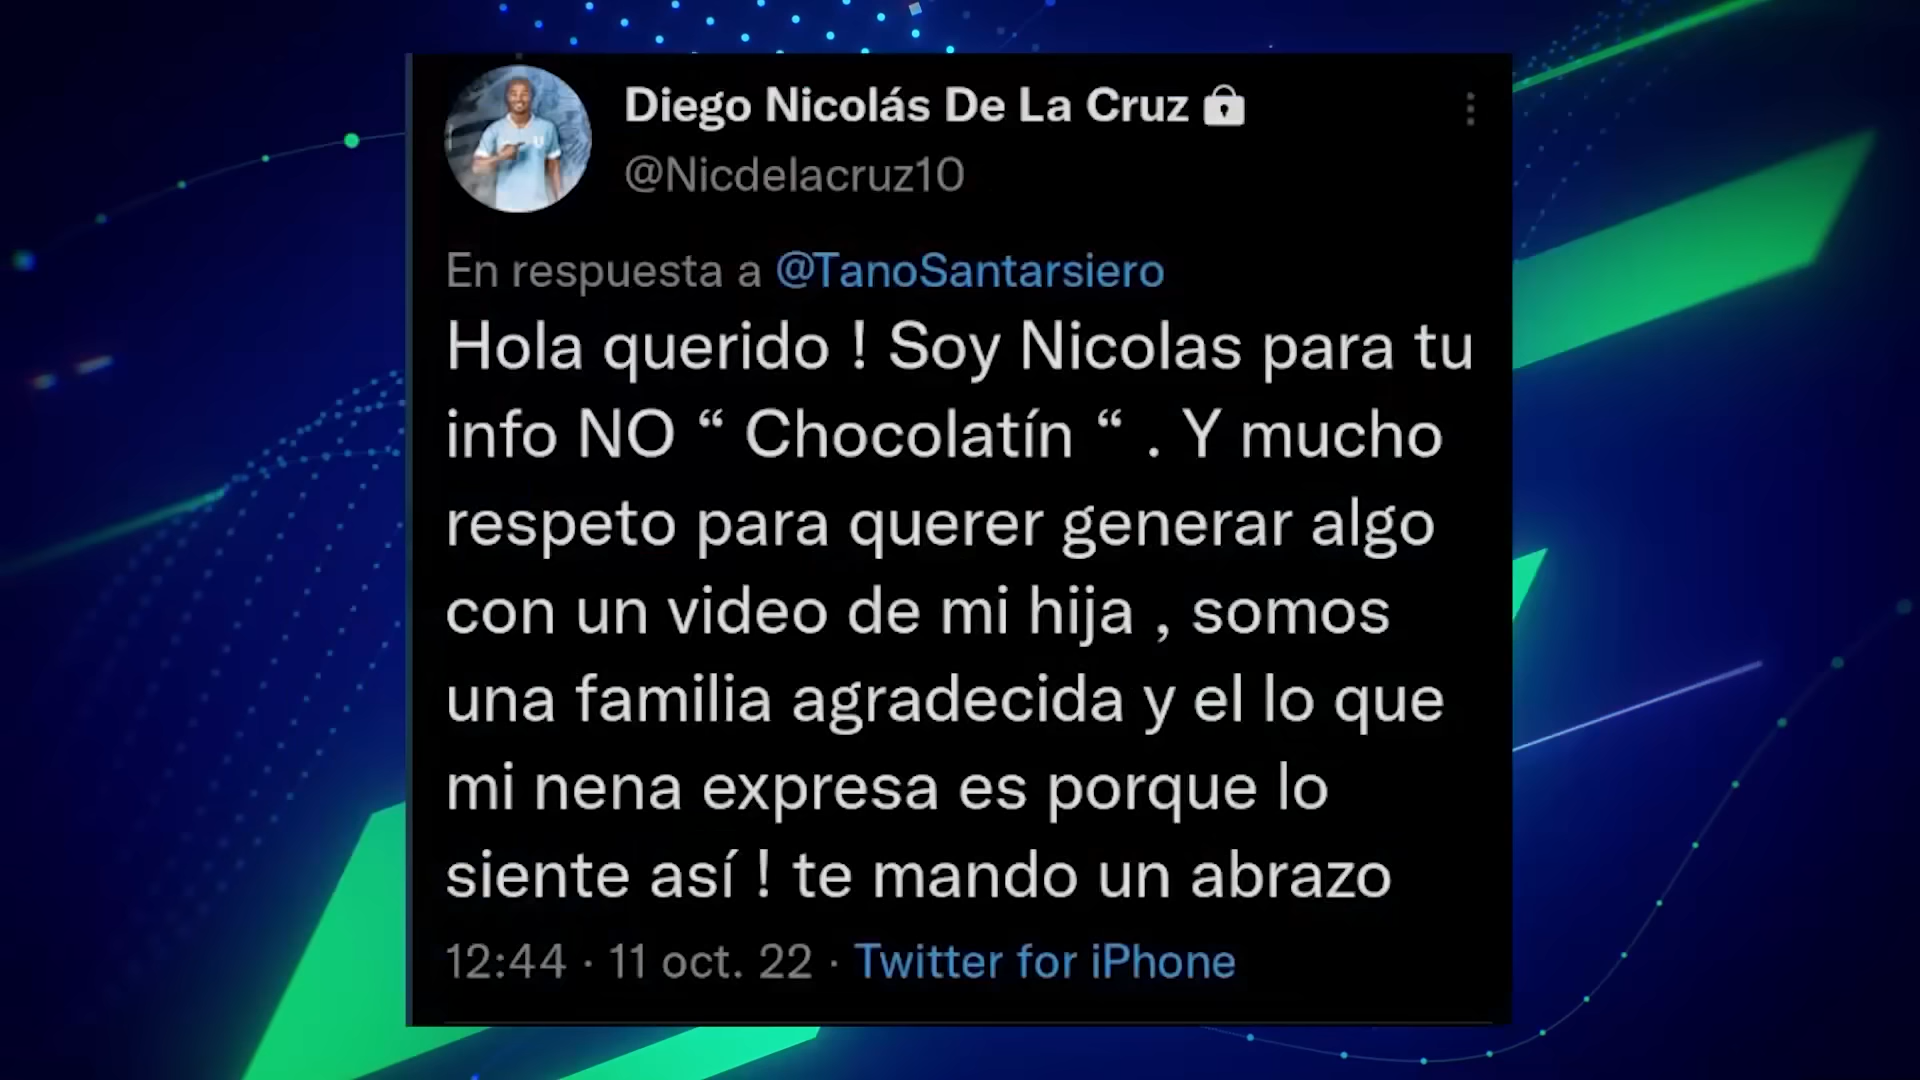 Diego Nicolás De La Cruz
@Nicdelacruz10
En respuesta a @TanoSantarsiero
Hola querido ! Soy Nicolas para tu
info NO “ Chocolatín “ . Y mucho
respeto para querer generar algo
con un video de mi hija , somos
una familia agradecida y el lo que
mi nena expresa es porque lo
siente así ! te mando un abrazo
12:44 · 11 oct. 22 · Twitter for iPhone